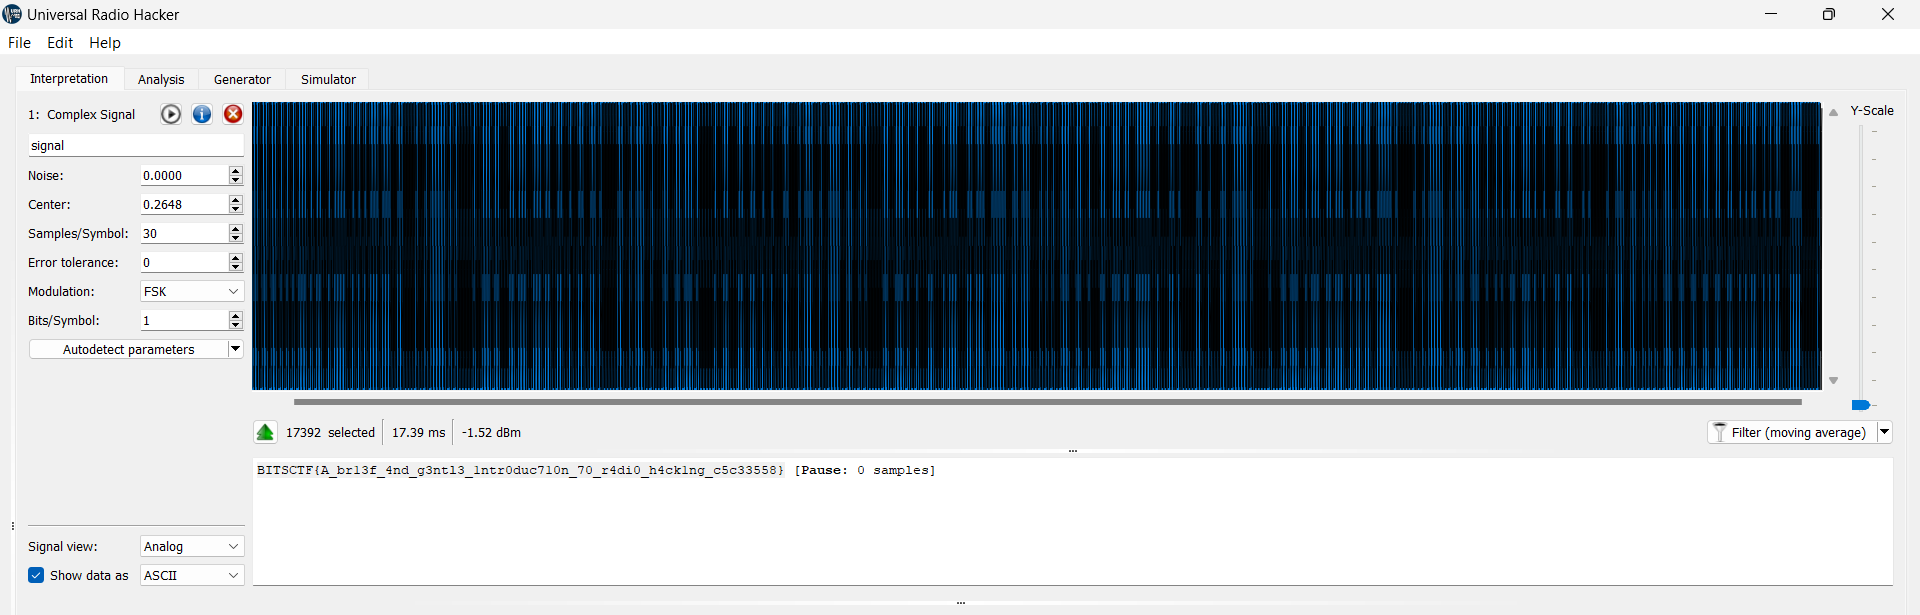 Universal Radio Hacker
File Edit Help
Interpretation Analysis Generator Simulator
1: Complex Signal
Y-Scale
signal
Noise: 0.0000
Center: 0.2648
Samples/Symbol: 30
Error tolerance: 0
Modulation: FSK
Bits/Symbol: 1
Autodetect parameters
17392 selected 17.39 ms -1.52 dBm
Filter (moving average)
BITSCTF{A_br13f_4nd_g3ntl3_1ntr0duc710n_70_r4di0_h4ck1ng_c5c33558} [Pause: 0 samples]
Signal view: Analog
Show data as ASCII